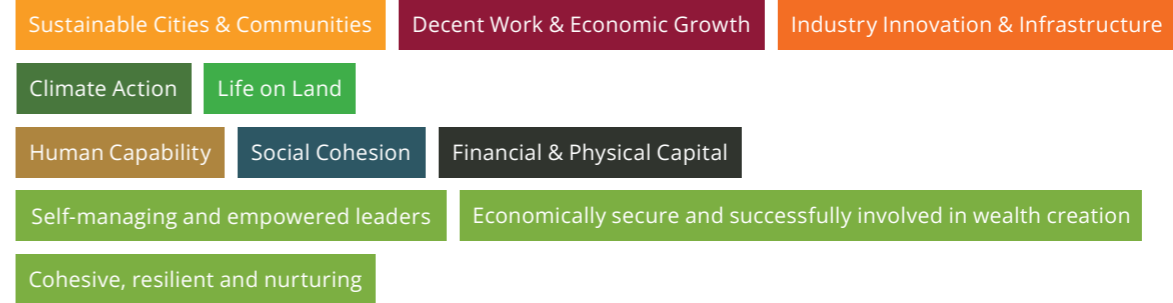 Sustainable Cities & Communities Decent Work & Economic Growth Industry Innovation & Infrastructure
Climate Action Life on Land
Human Capability Social Cohesion Financial & Physical Capital
Self-managing and empowered leaders Economically secure and successfully involved in wealth creation
Cohesive, resilient and nurturing